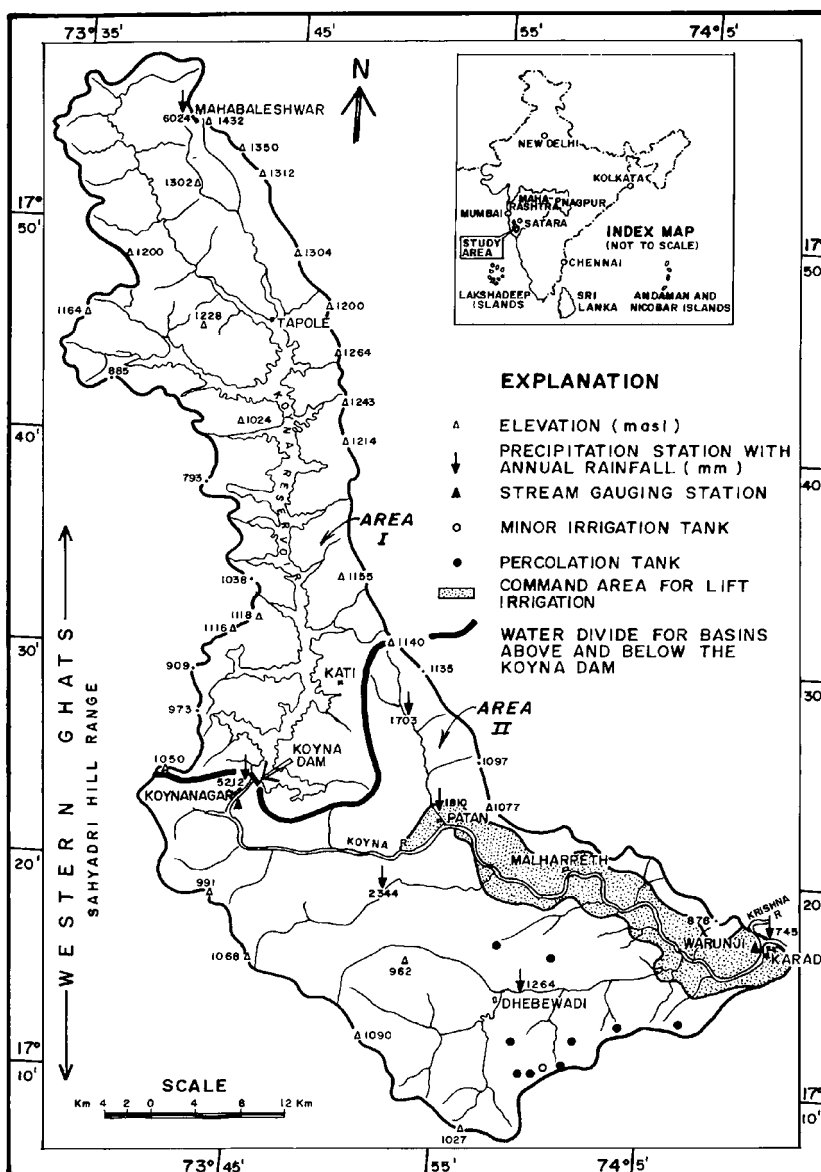 73°35'
45'
55'
74°5'
N
MAHABALESHWAR
6024
1432
1350
1312
1302
17°
50'
1200
1304
1164
1228
1200
TAPOLE
885
1264
1243
1024
1214
40'
793
KOYNA RESERVOIR
AREA
I
1038
1155
1118
1116
30'
1140
909
1135
KATI
973
1703
AREA
II
1050
KOYNA
DAM
5212
KOYNANAGAR
1097
1077
1810
PATAN
20'
KOYNA R
MALHARPETH
991
2344
876
KRISHNA
R
745
WARUNJI
KARAD
1068
962
1264
DHEBEWADI
1090
17°
10'
1027
WESTERN GHATS
SAHYADRI HILL RANGE
SCALE
Km 4 2 0 4 8 12 Km
73°45'
55'
74°5'
NEW DELHI
KOLKATA
MAHA-
RASHTRA
NAGPUR
MUMBAI
SATARA
STUDY
AREA
INDEX MAP
(NOT TO SCALE)
CHENNAI
LAKSHADEEP
ISLANDS
SRI
LANKA
ANDAMAN AND
NICOBAR ISLANDS
17°
50'
EXPLANATION
ELEVATION (masl)
PRECIPITATION STATION WITH
ANNUAL RAINFALL (mm)
STREAM GAUGING STATION
MINOR IRRIGATION TANK
PERCOLATION TANK
COMMAND AREA FOR LIFT
IRRIGATION
WATER DIVIDE FOR BASINS
ABOVE AND BELOW THE
KOYNA DAM
40'
30'
20'
17°
10'